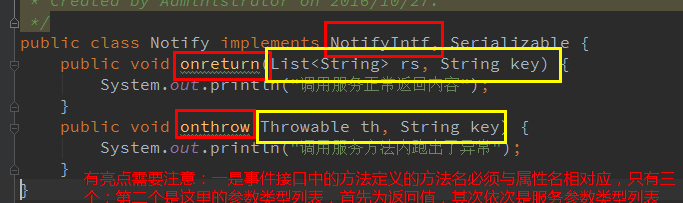 * Created by Administrator on 2016/10/27.
*/
public class Notify implements NotifyIntf, Serializable {
public void onreturn(List<String> rs, String key) {
System.out.println("调用服务正常返回内容");
}
public void onthrow(Throwable th, String key) {
System.out.println("调用服务方法内跑出了异常");
}
有亮点需要注意：一是事件接口中的方法定义的方法名必须与属性名相对应，只有三
}
个；第二个是这里的参数类型列表，首先为返回值，其次依次是服务参数类型列表